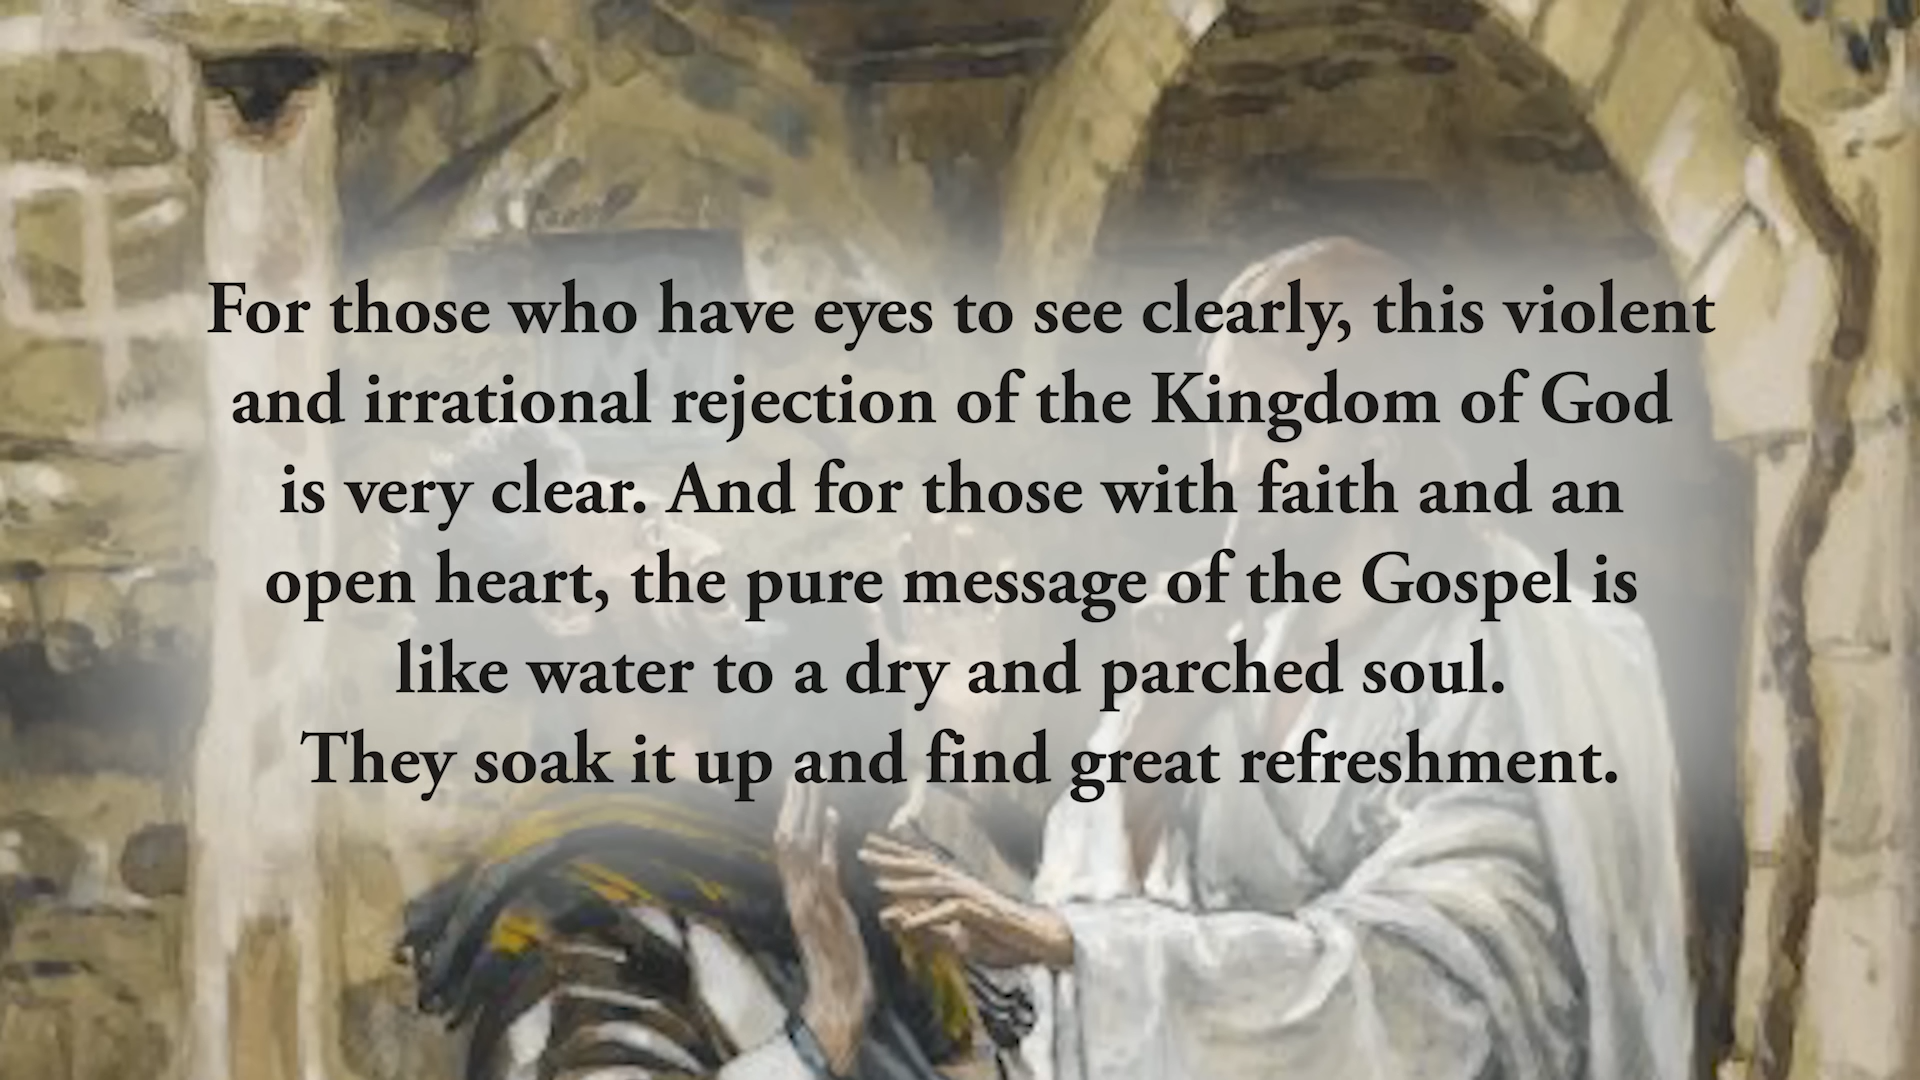 For those who have eyes to see clearly, this violent
and irrational rejection of the Kingdom of God
is very clear. And for those with faith and an
open heart, the pure message of the Gospel is
like water to a dry and parched soul.
They soak it up and find great refreshment.